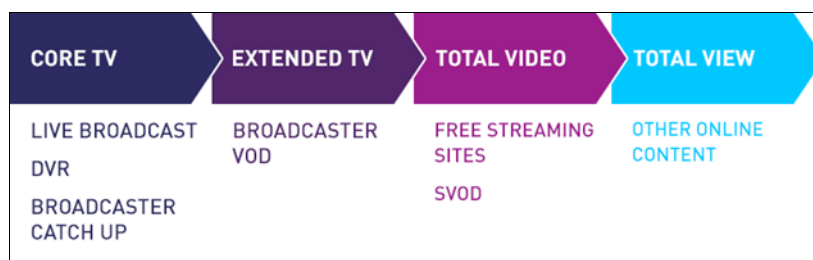 CORE TV
EXTENDED TV
TOTAL VIDEO
TOTAL VIEW
LIVE BROADCAST
DVR
BROADCASTER
CATCH UP
BROADCASTER
VOD
FREE STREAMING
SITES
SVOD
OTHER ONLINE
CONTENT